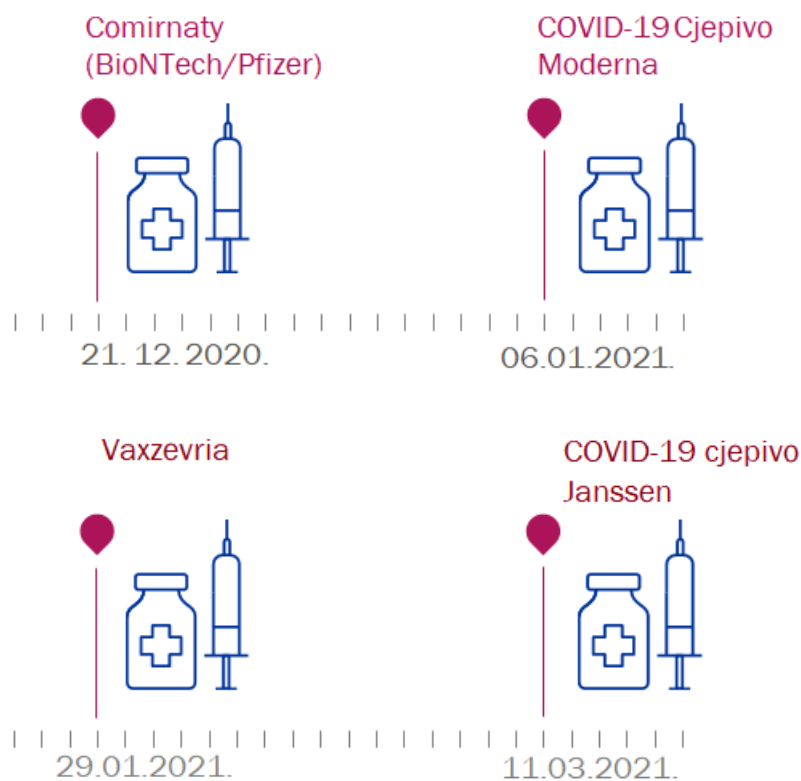 Comirnaty
(BioNTech/Pfizer)
COVID-19 Cjepivo
Moderna
21. 12. 2020.
06.01.2021.
Vaxzevria
COVID-19 cjepivo
Janssen
29.01.2021.
11.03.2021.